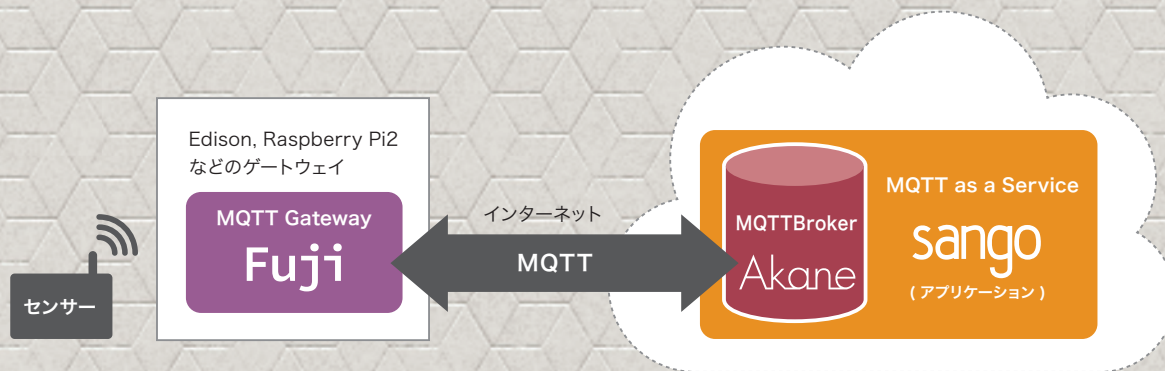 Edison, Raspberry Pi2
などのゲートウェイ
MQTT Gateway
Fuji
センサー
インターネット
MQTT
MQTTBroker
Akane
MQTT as a Service
sango
( アプリケーション )